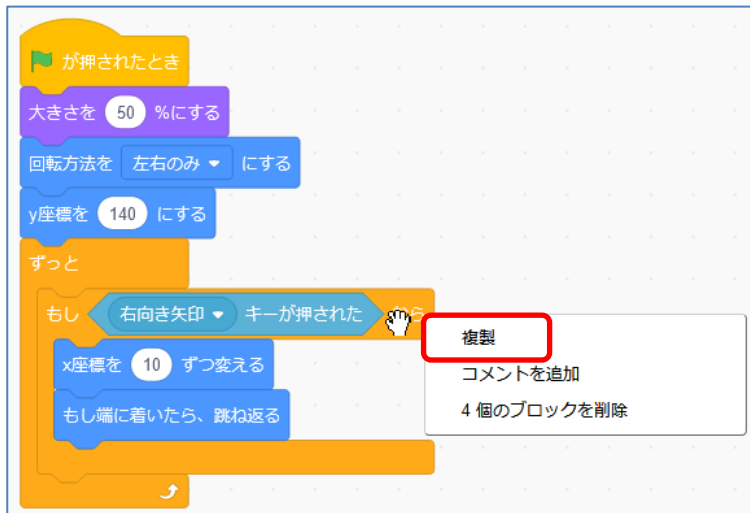 が押されたとき
大きさを 50 %にする
回転方法を 左右のみ にする
y座標を 140 にする
ずっと
もし 右向き矢印 キーが押された なら
x座標を 10 ずつ変える
もし端に着いたら、跳ね返る
複製
コメントを追加
4 個のブロックを削除